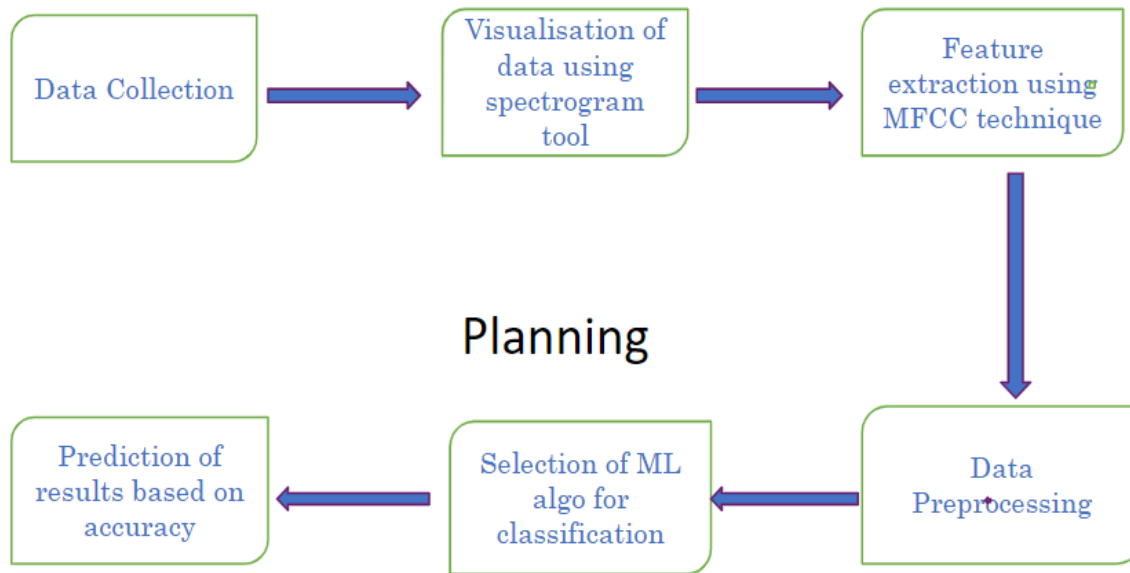 Data Collection
Visualisation of
data using
spectrogram
tool
Feature
extraction using
MFCC technique
Planning
Data
Preprocessing
Selection of ML
algo for
classification
Prediction of
results based on
accuracy